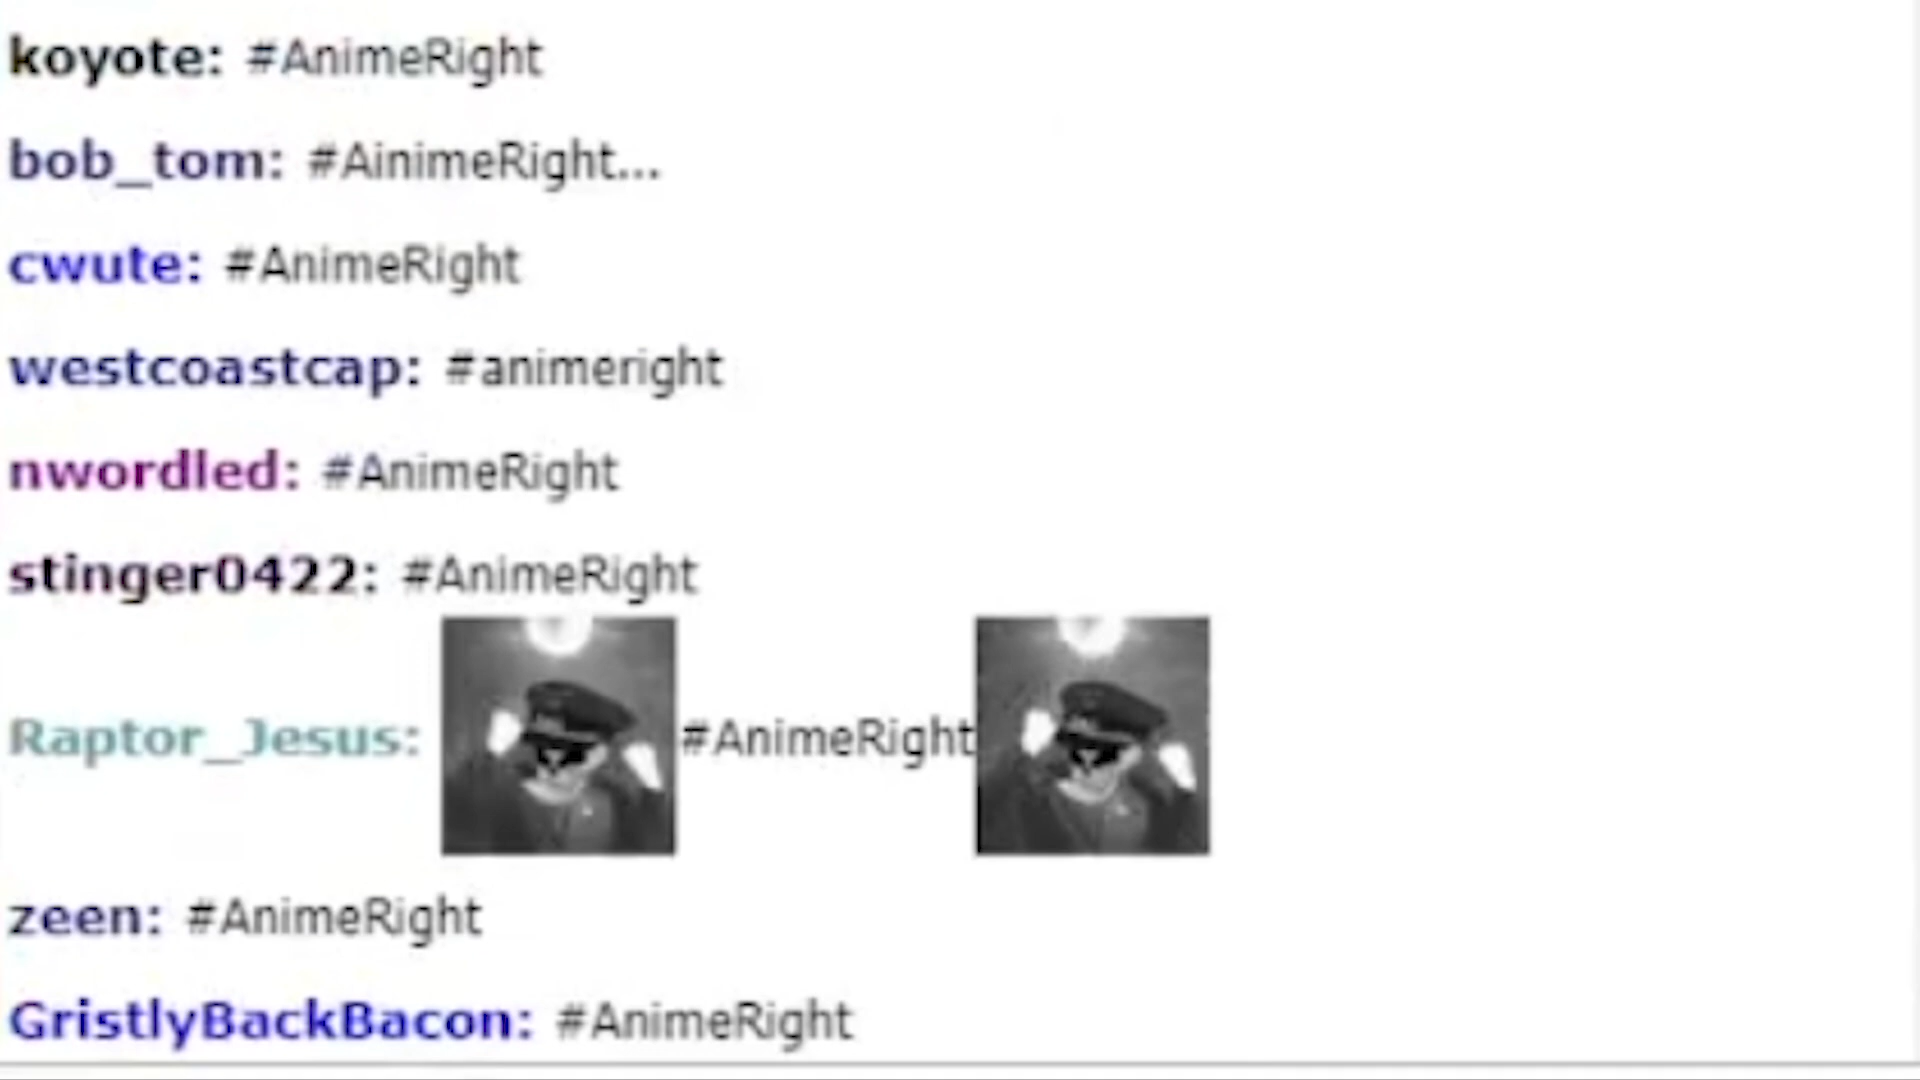 koyote: #AnimeRight
bob_tom: #AinimeRight...
cwute: #AnimeRight
westcoastcap: #animeright
nwordled: #AnimeRight
stinger0422: #AnimeRight
Raptor_Jesus: #AnimeRight
zeen: #AnimeRight
GristlyBackBacon: #AnimeRight